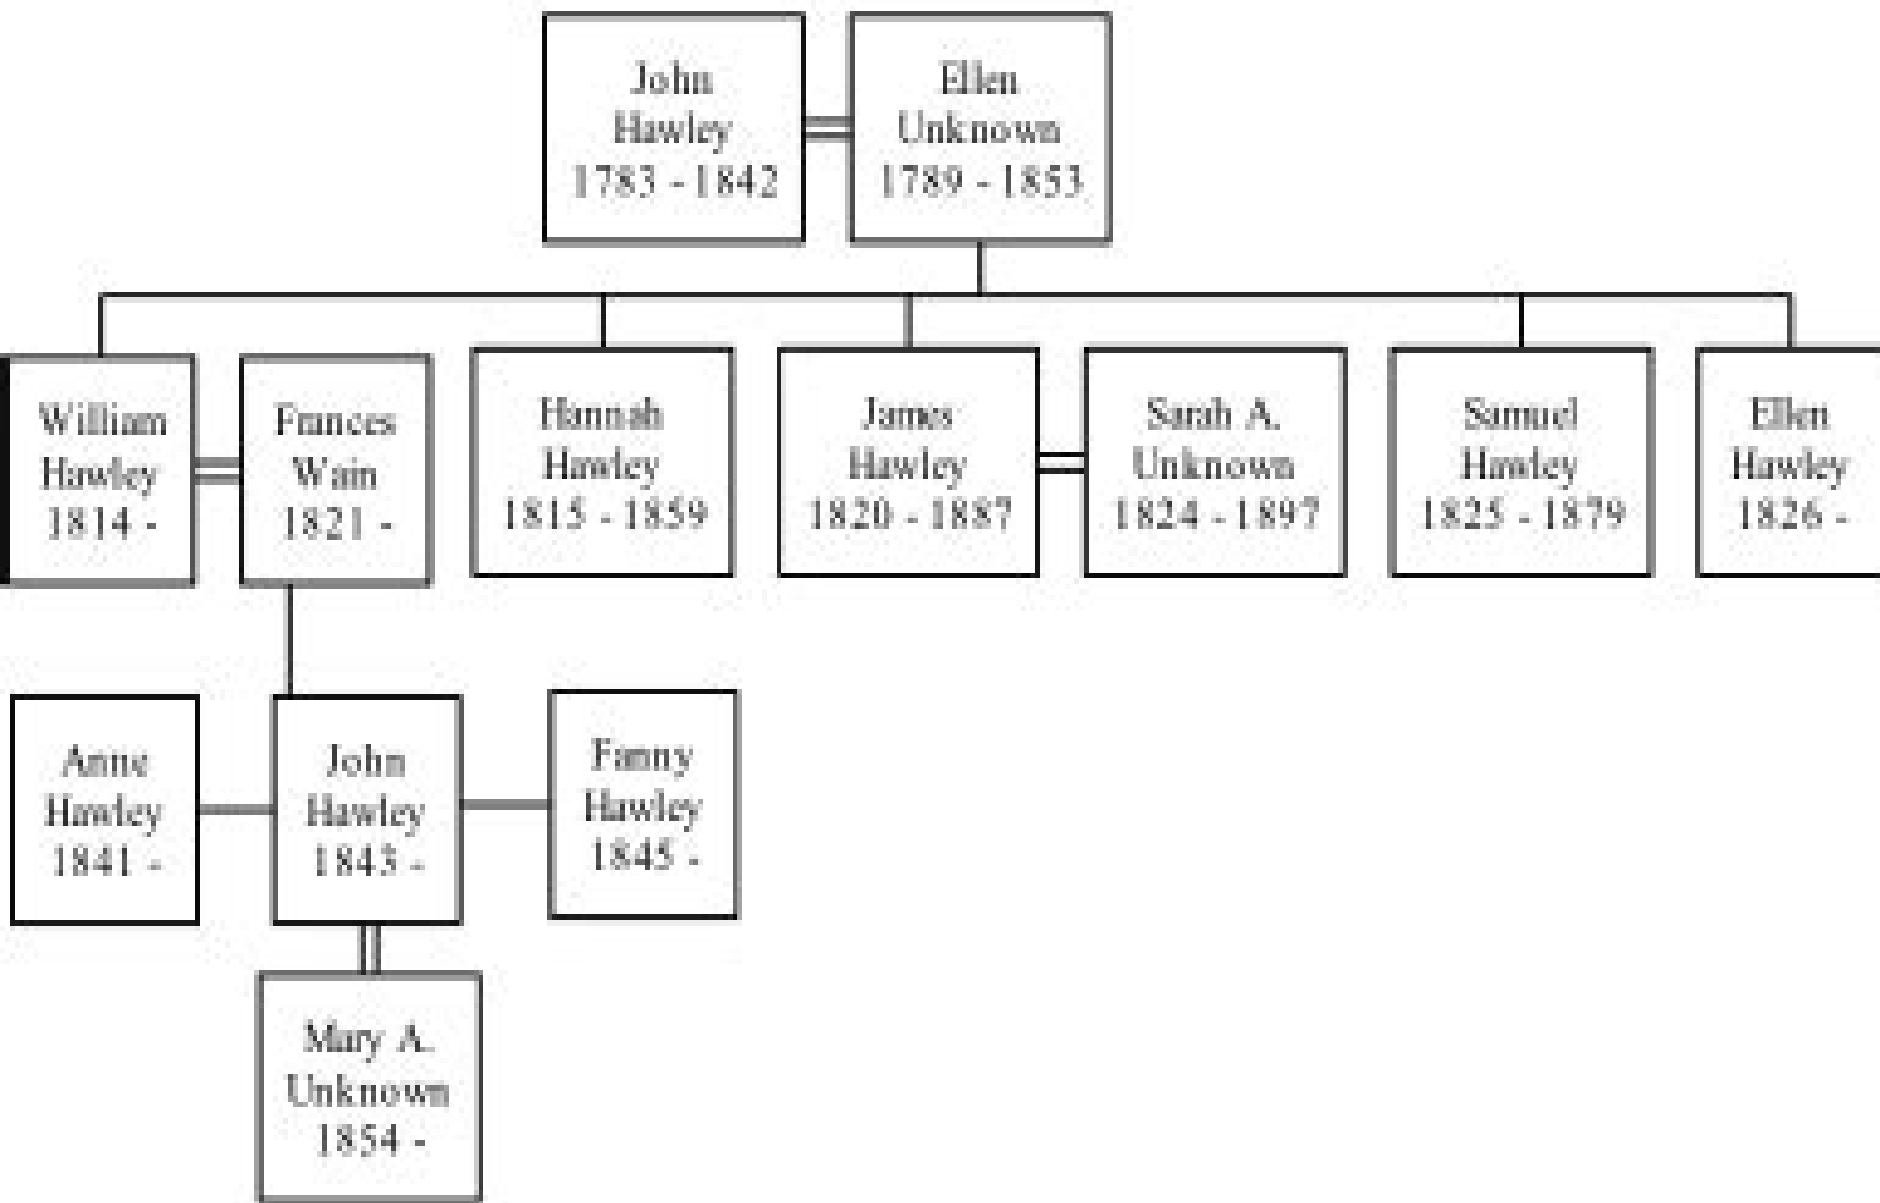 John
Hawley
1783 - 1842
Ellen
Unknown
1789 - 1853
William
Hawley
1814 -
Frances
Wain
1821 -
Hannah
Hawley
1815 - 1859
James
Hawley
1820 - 1887
Sarah A.
Unknown
1824 - 1897
Samuel
Hawley
1825 - 1879
Ellen
Hawley
1826 -
Anne
Hawley
1841 -
John
Hawley
1843 -
Fanny
Hawley
1845 -
Mary A.
Unknown
1854 -